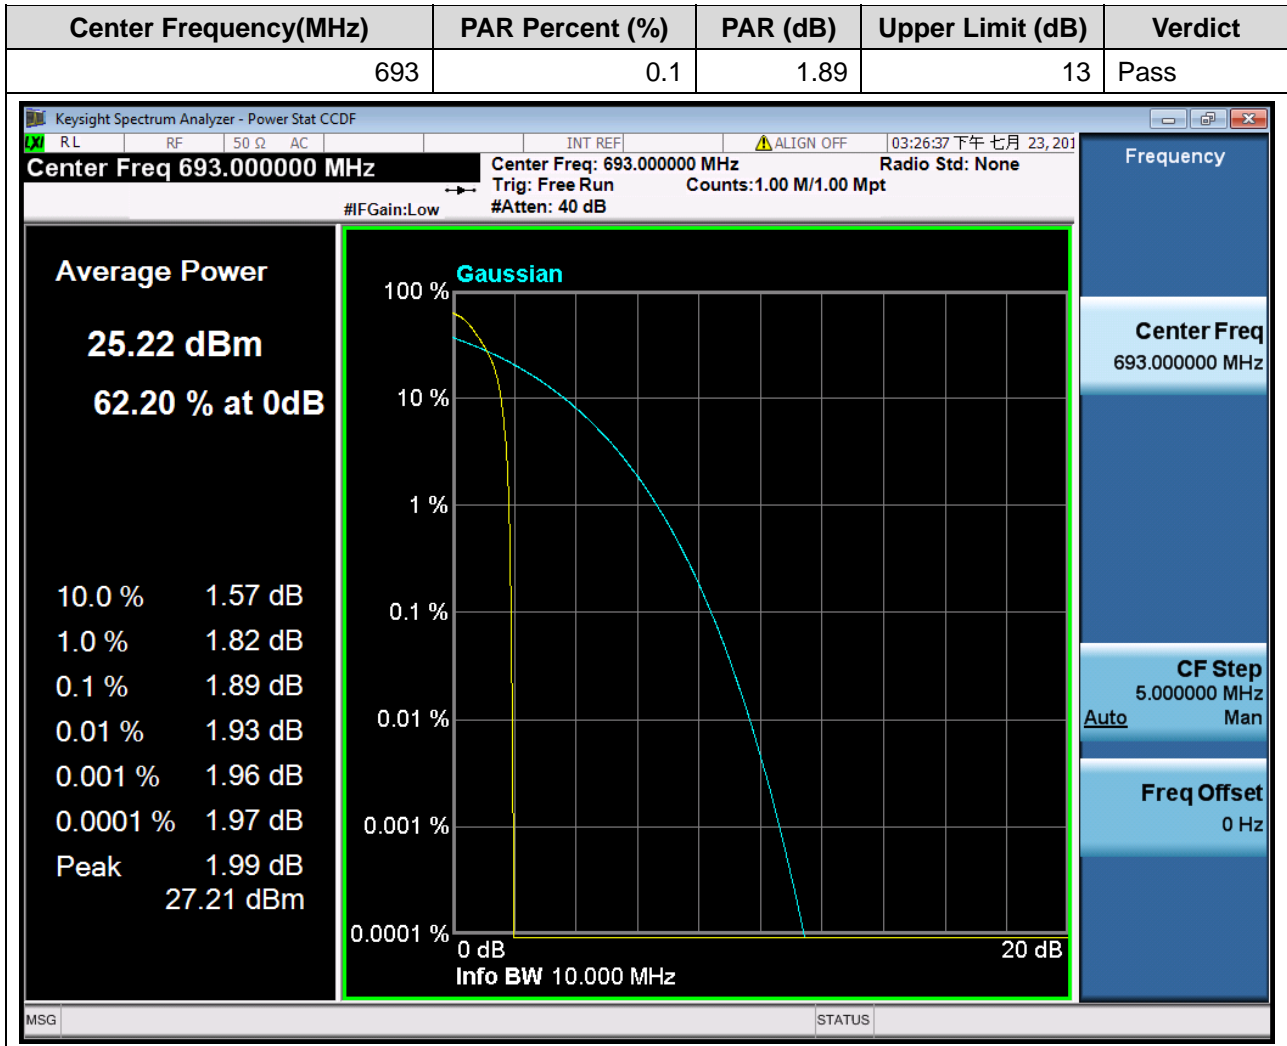 Center Frequency(MHz) PAR Percent (%) PAR (dB) Upper Limit (dB) Verdict
693 0.1 1.89 13 Pass
Keysight Spectrum Analyzer - Power Stat CCDF
LXI RL RF 50 Ω AC INT REF ALIGN OFF 03:26:37 下午 七月 23, 201
Center Freq 693.000000 MHz
Center Freq: 693.000000 MHz Radio Std: None
Trig: Free Run Counts:1.00 M/1.00 Mpt
#IFGain:Low #Atten: 40 dB
Average Power
25.22 dBm
62.20 % at 0dB
10.0 % 1.57 dB
1.0 % 1.82 dB
0.1 % 1.89 dB
0.01 % 1.93 dB
0.001 % 1.96 dB
0.0001 % 1.97 dB
Peak 1.99 dB
27.21 dBm
Gaussian
100 %
10 %
1 %
0.1 %
0.01 %
0.001 %
0.0001 %
0 dB 20 dB
Info BW 10.000 MHz
Frequency
Center Freq
693.000000 MHz
CF Step
5.000000 MHz
Auto Man
Freq Offset
0 Hz
MSG STATUS